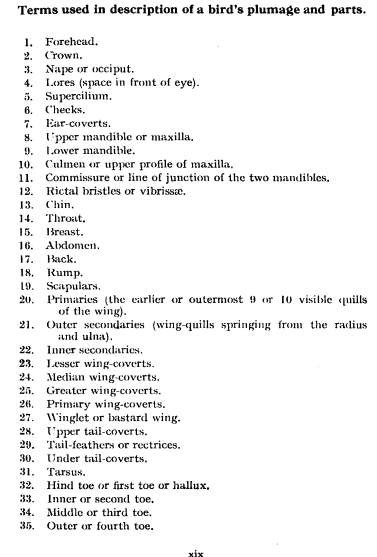 Terms used in description of a bird's plumage and parts.
1. Forehead.
2. Crown.
3. Nape or occiput.
4. Lores (space in front of eye).
5. Supercilium.
6. Cheeks.
7. Ear-coverts.
8. Upper mandible or maxilla.
9. Lower mandible.
10. Culmen or upper profile of maxilla.
11. Commissure or line of junction of the two mandibles.
12. Rictal bristles or vibrissæ.
13. Chin.
14. Throat.
15. Breast.
16. Abdomen.
17. Back.
18. Rump.
19. Scapulars.
20. Primaries (the earlier or outermost 9 or 10 visible quills
of the wing).
21. Outer secondaries (wing-quills springing from the radius
and ulna).
22. Inner secondaries.
23. Lesser wing-coverts.
24. Median wing-coverts.
25. Greater wing-coverts.
26. Primary wing-coverts.
27. Winglet or bastard wing.
28. Upper tail-coverts.
29. Tail-feathers or rectrices.
30. Under tail-coverts.
31. Tarsus.
32. Hind toe or first toe or hallux.
33. Inner or second toe.
34. Middle or third toe.
35. Outer or fourth toe.
xix